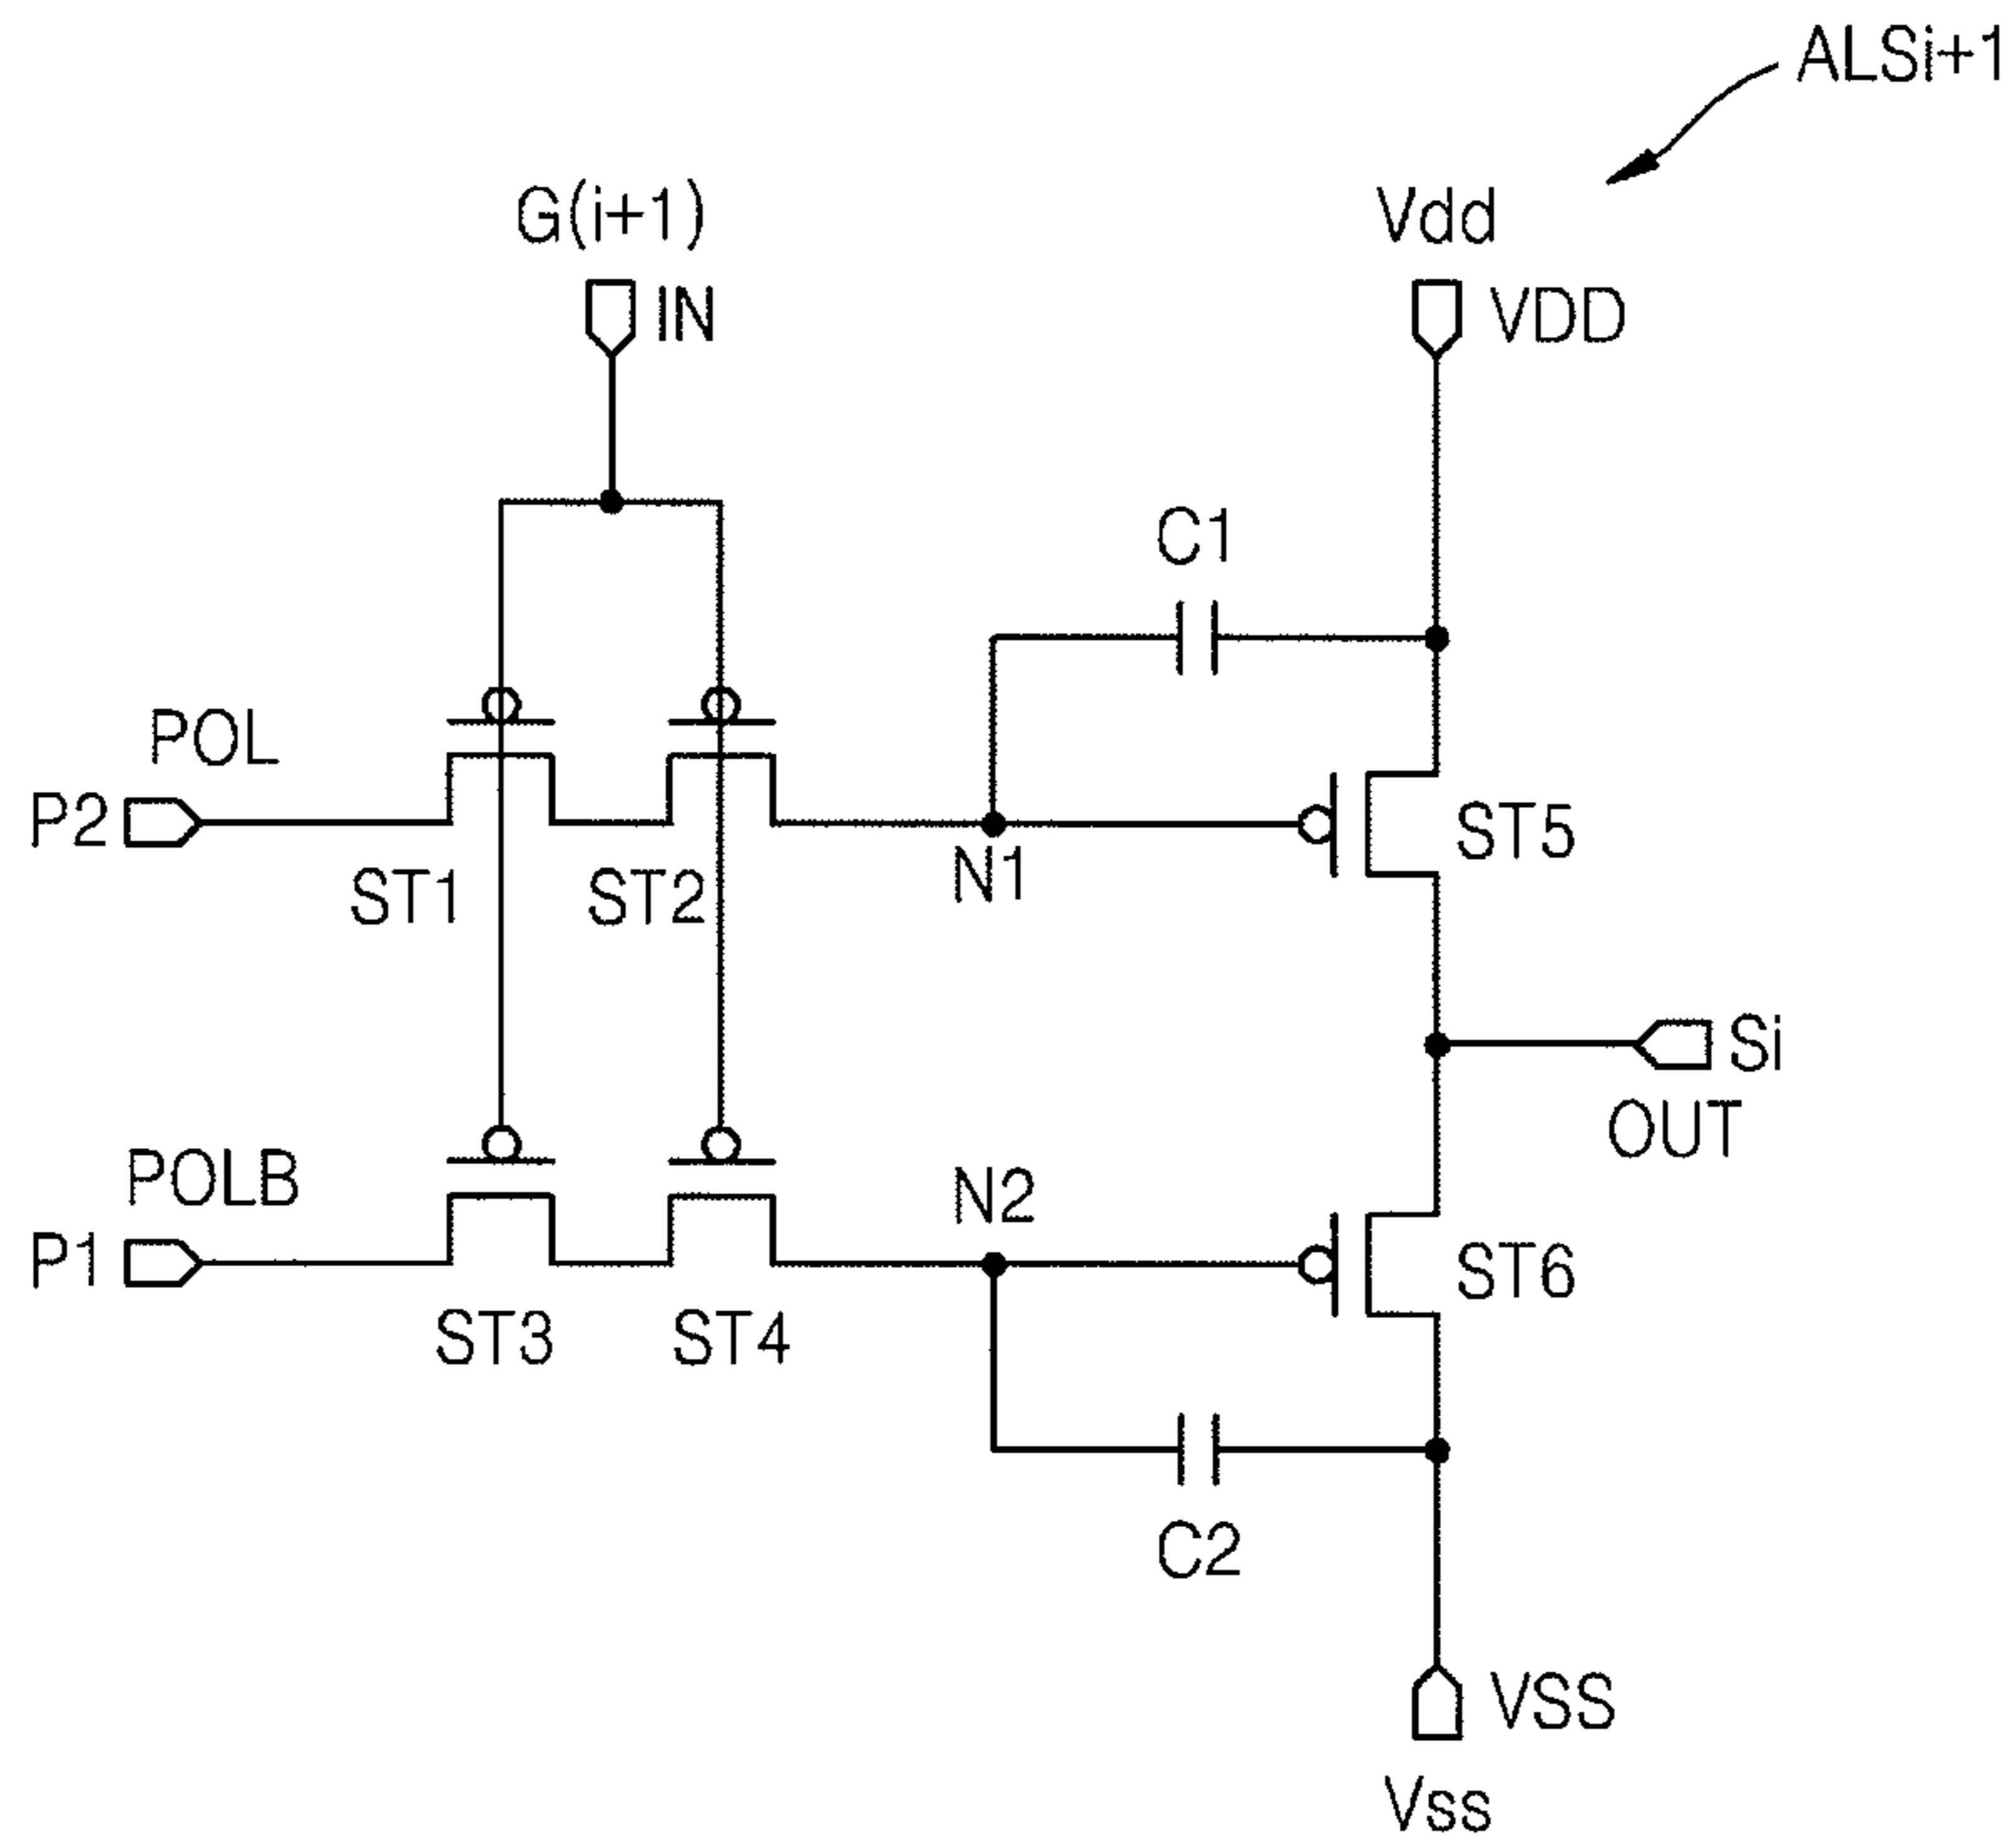 ALSi+1
G(i+1)
Vdd
IN
VDD
C1
POL
P2
ST5
ST1
ST2
N1
Si
OUT
POLB
N2
P1
ST6
ST3
ST4
C2
VSS
Vss